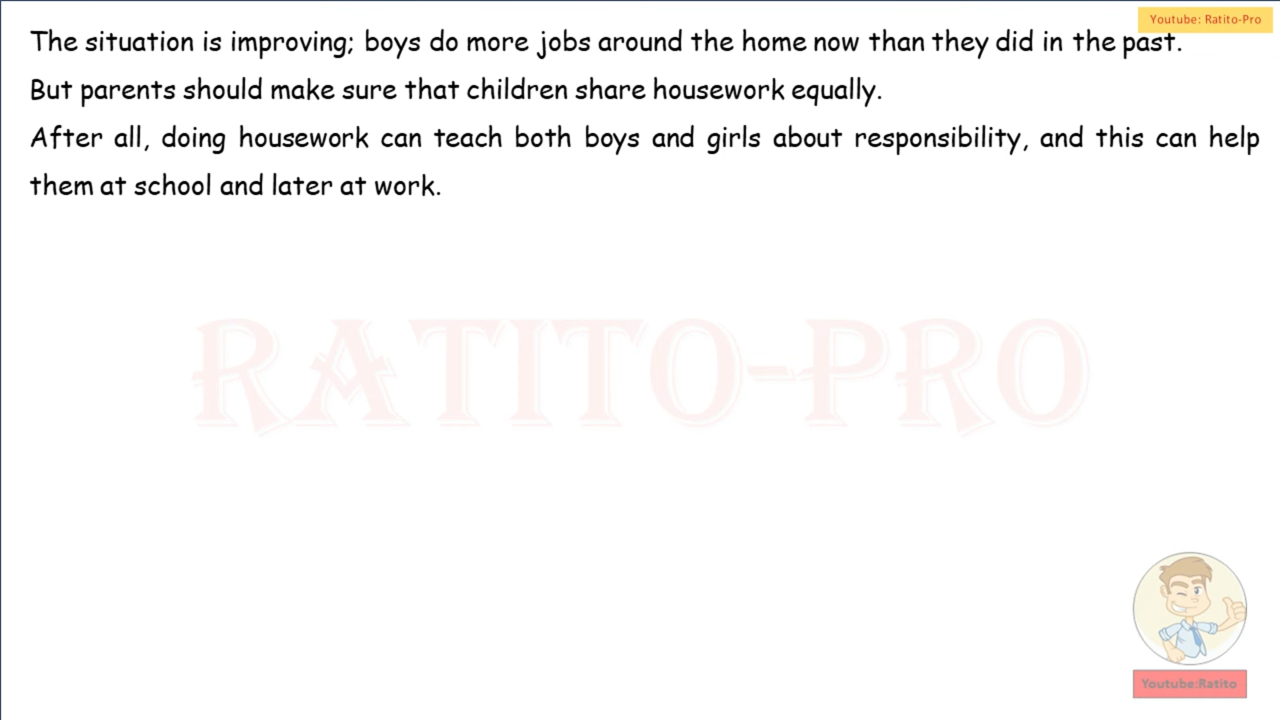 Youtube: Ratito-Pro
The situation is improving; boys do more jobs around the home now than they did in the past.
But parents should make sure that children share housework equally.
After all, doing housework can teach both boys and girls about responsibility, and this can help
them at school and later at work.
RATITO-PRO
Youtube:Ratito